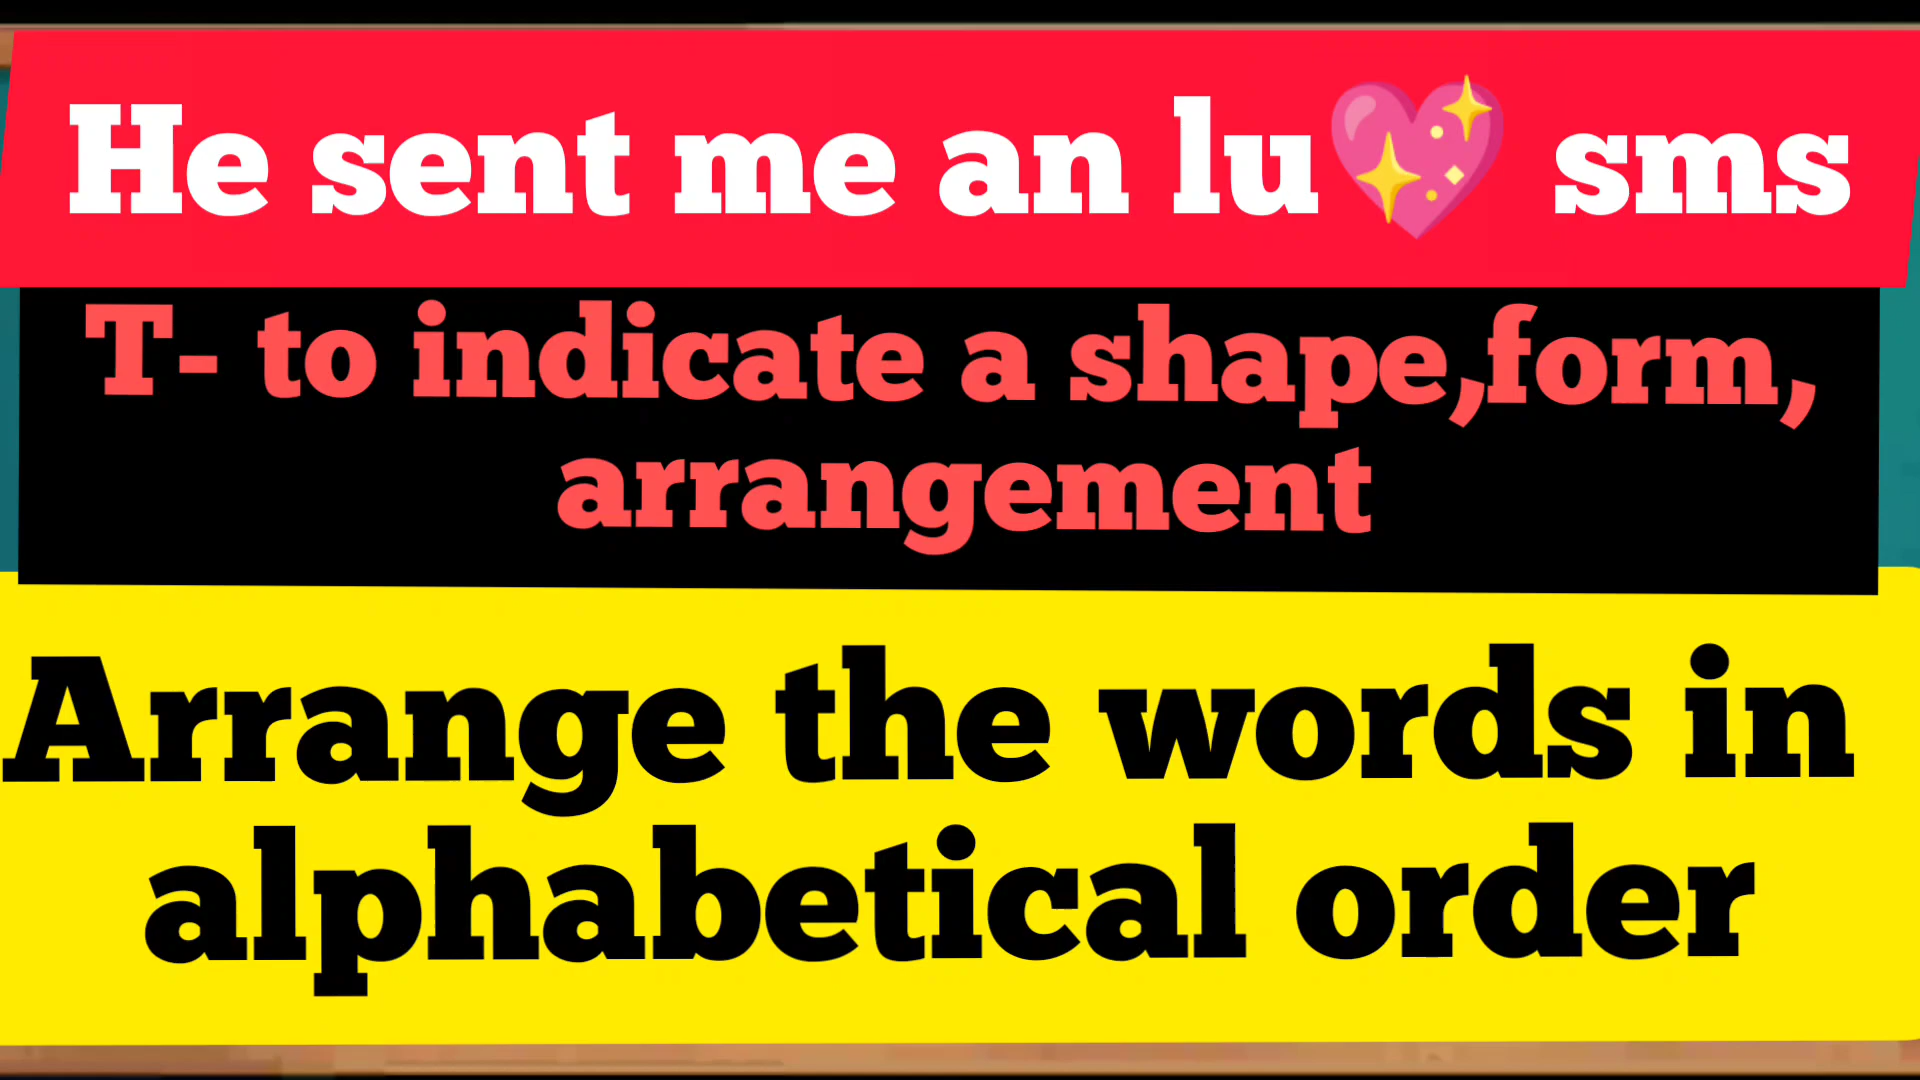 He sent me an lu💖 sms
T- to indicate a shape,form,
arrangement
Arrange the words in
alphabetical order